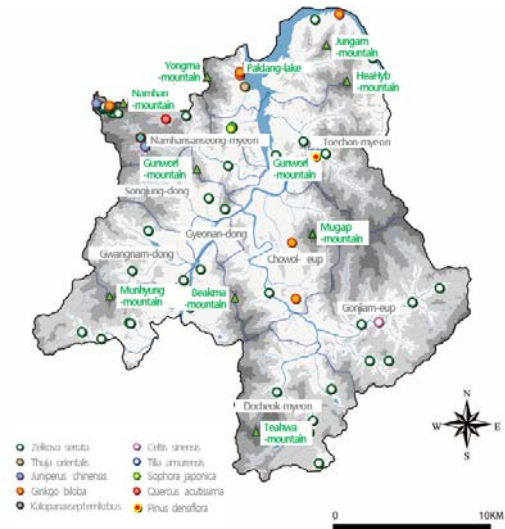 Jungam
-mountain
Yongma
-mountain
Paldang-lake
HeaHyb
-mountain
Namhan
-mountain
Namhansanseong-myeon
Toechon-myeon
Gunworl
-mountain
Gunworl
-mountain
Songjung-dong
Gyeonan-dong
Mugap
-mountain
Gwangnam-dong
Chowol- eup
Munhyung
-mountain
Beakma
-mountain
Gonjiam-eup
Docheok-myeon
Teahwa
-mountain
N
W
E
S
Zelkova serrata
Celtis sinensis
Thuja orientalis
Tilia amurensis
Juniperus chinensis
Sophora japonica
Ginkgo biloba
Quercus acutissima
Kalopanaxseptemlobus
Pinus densiflora
0
10KM